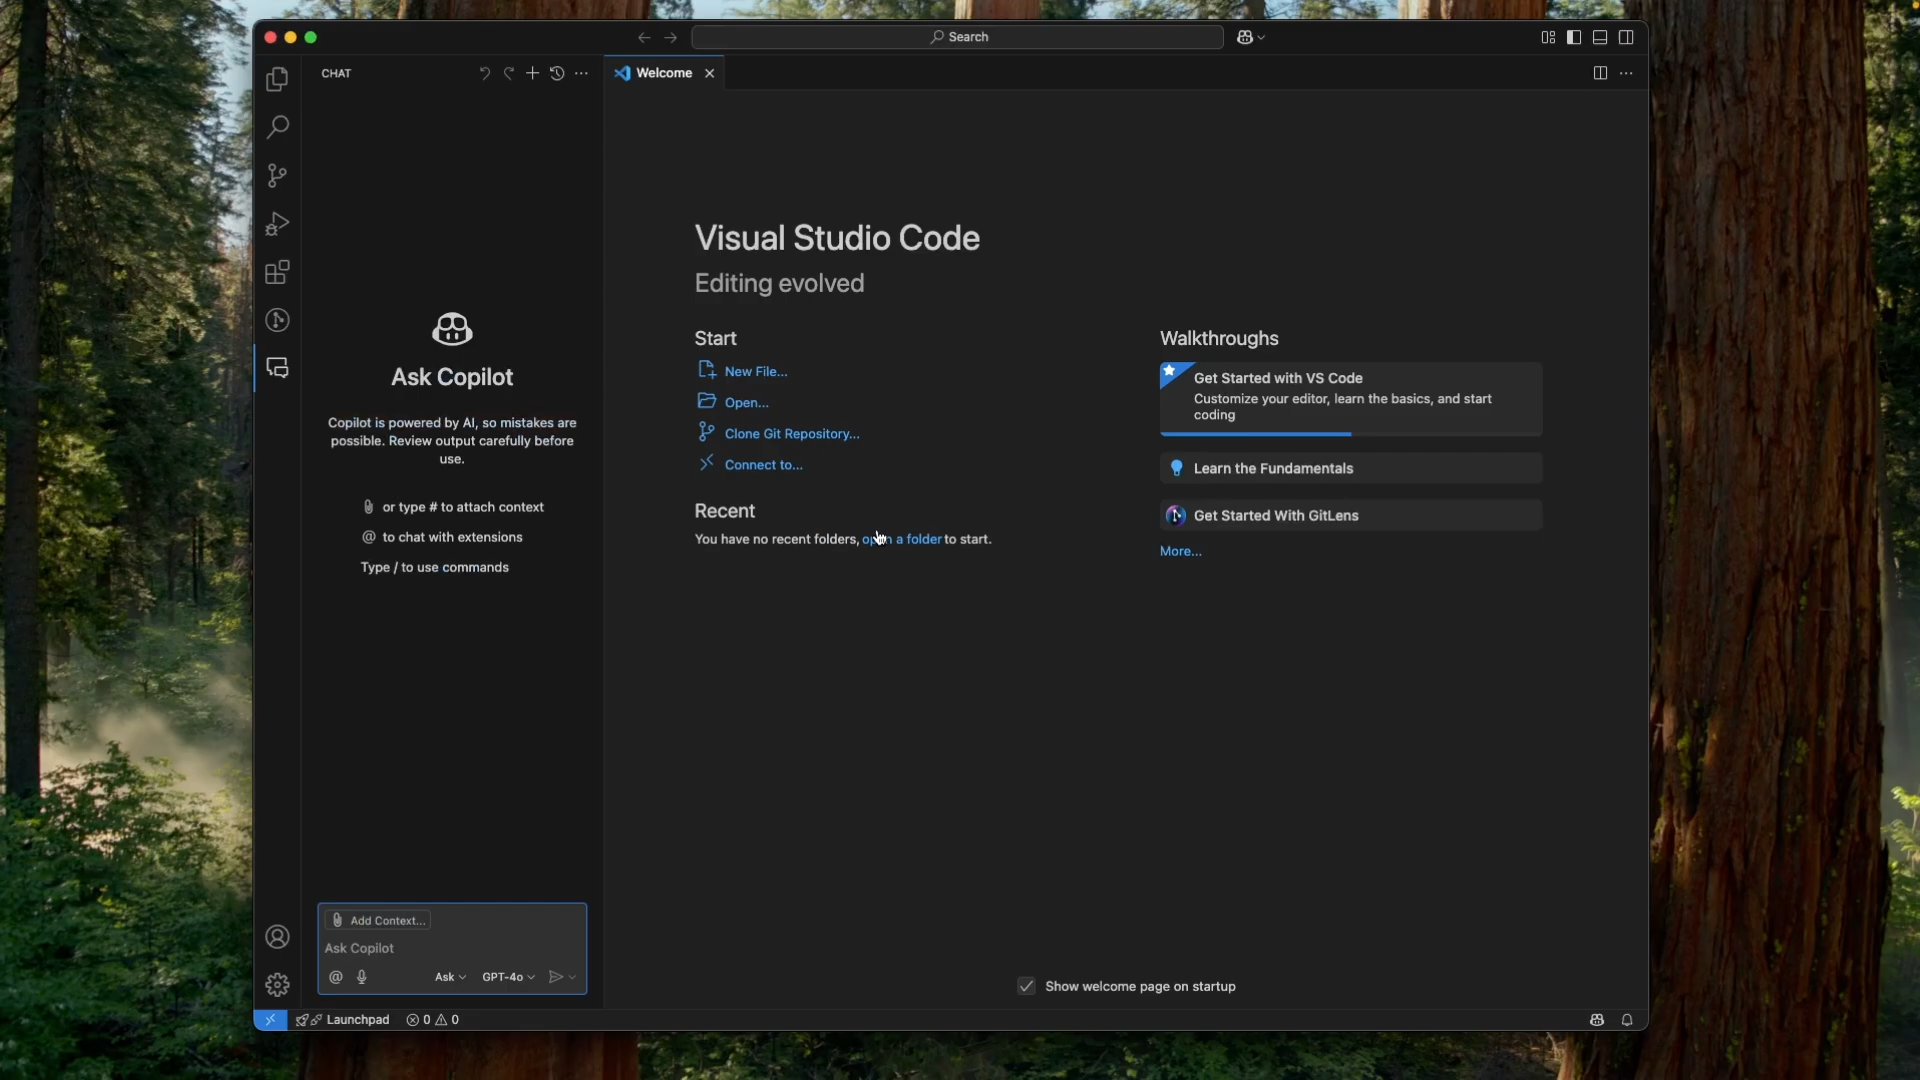 Search
CHAT
Welcome
Visual Studio Code
Editing evolved
Start
New File...
Open...
Clone Git Repository...
Connect to...
Recent
You have no recent folders, open a folder to start.
Walkthroughs
Get Started with VS Code
Customize your editor, learn the basics, and start
coding
Learn the Fundamentals
Get Started With GitLens
More...
Ask Copilot
Copilot is powered by AI, so mistakes are
possible. Review output carefully before
use.
or type # to attach context
@ to chat with extensions
Type / to use commands
Add Context...
Ask Copilot
@ Ask GPT-4o
Show welcome page on startup
Launchpad 0 0